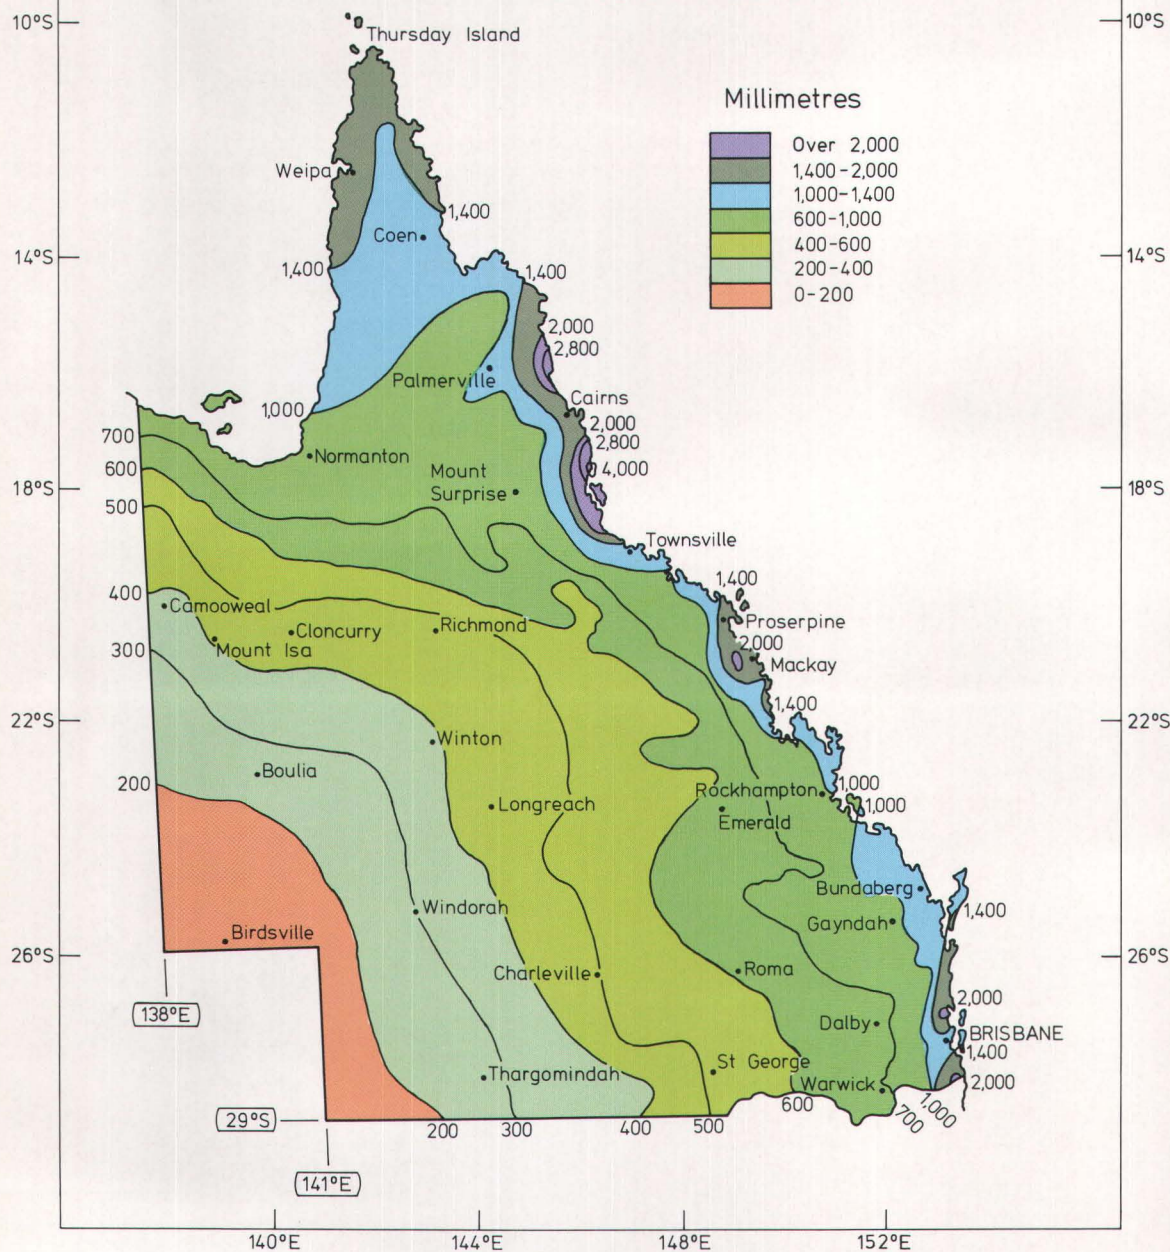 10°S
10°S
Thursday Island
Millimetres
Over 2,000
1,400-2,000
1,000-1,400
600-1,000
400-600
200-400
0-200
Weipa
1,400
Coen
14°S
14°S
1,400
1,400
2,000
2,800
Palmerville
Cairns
1,000
2,000
2,800
4,000
700
Normanton
600
Mount
Surprise
18°S
18°S
500
Townsville
1,400
400
Camooweal
Proserpine
Richmond
Cloncurry
2,000
Mount Isa
Mackay
300
1,400
22°S
22°S
Winton
Boulia
200
1,000
Rockhampton
1,000
Longreach
Emerald
Bundaberg
1,400
Windorah
Gayndah
Birdsville
26°S
26°S
Roma
Charleville
2,000
138°E
Dalby
BRISBANE
1,400
St George
Thargomindah
2,000
Warwick
600
1,000
700
29°S
200
300
400
500
141°E
140°E
144°E
148°E
152°E